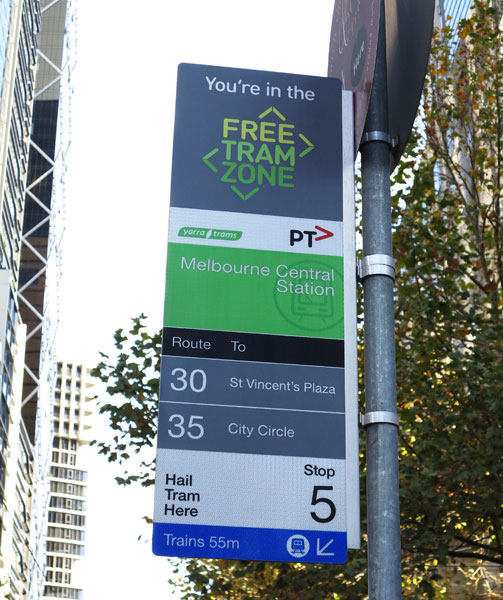 You're in the
FREE
TRAM
ZONE
yarra trams
PT>
Melbourne Central
Station
Route To
30 St Vincent's Plaza
35 City Circle
Hail
Tram
Here
Stop
5
Trains 55m